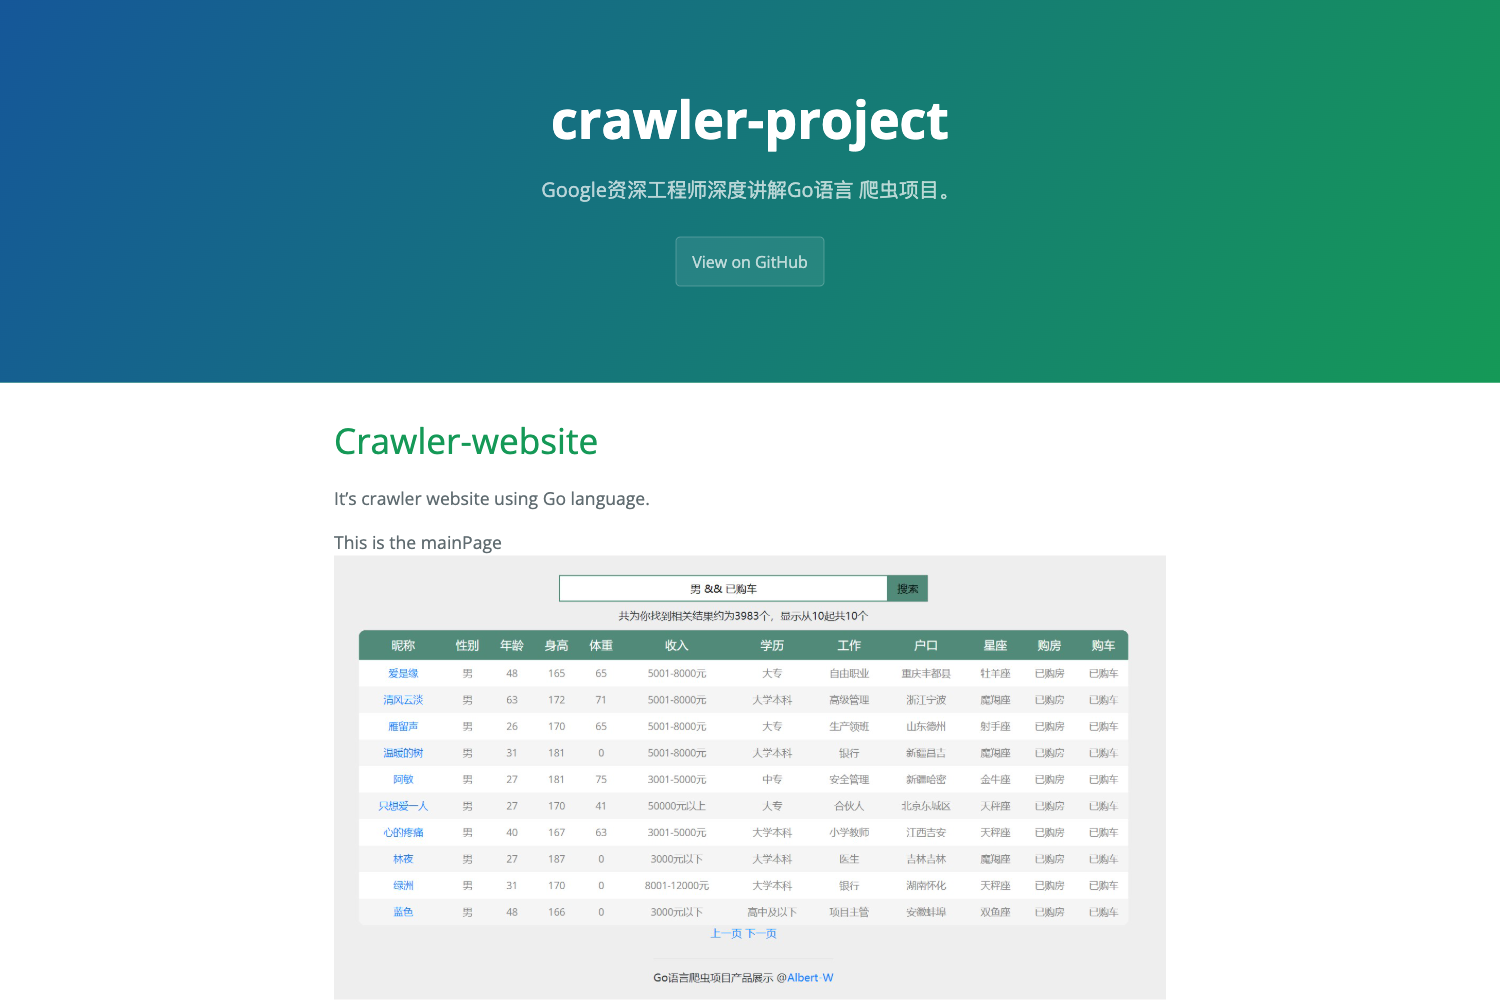 crawler-project
Google资深工程师深度讲解Go语言 爬虫项目。
View on GitHub
Crawler-website
It’s crawler website using Go language.
This is the mainPage
男 && 已购车 搜索
共为你找到相关结果约为3983个，显示从10起共10个
昵称 性别 年龄 身高 体重 收入 学历 工作 户口 星座 购房 购车
爱是缘 男 48 165 65 5001-8000元 大专 自由职业 重庆丰都县 牡羊座 已购房 已购车
清风云淡 男 63 172 71 5001-8000元 大学本科 高级管理 浙江宁波 魔羯座 已购房 已购车
雁留声 男 26 170 65 5001-8000元 大专 生产领班 山东德州 射手座 已购房 已购车
温暖的树 男 31 181 0 5001-8000元 大学本科 银行 新疆昌吉 魔羯座 已购房 已购车
阿敏 男 27 181 75 3001-5000元 中专 安全管理 新疆哈密 金牛座 已购房 已购车
只想爱一人 男 27 170 41 50000元以上 大专 合伙人 北京东城区 天秤座 已购房 已购车
心的疼痛 男 40 167 63 3001-5000元 大学本科 小学教师 江西吉安 天秤座 已购房 已购车
林夜 男 27 187 0 3000元以下 大学本科 医生 吉林吉林 魔羯座 已购房 已购车
绿洲 男 31 170 0 8001-12000元 大学本科 银行 湖南怀化 天秤座 已购房 已购车
蓝色 男 48 166 0 3000元以下 高中及以下 项目主管 安徽蚌埠 双鱼座 已购房 已购车
上一页 下一页
Go语言爬虫项目产品展示 @Albert-W